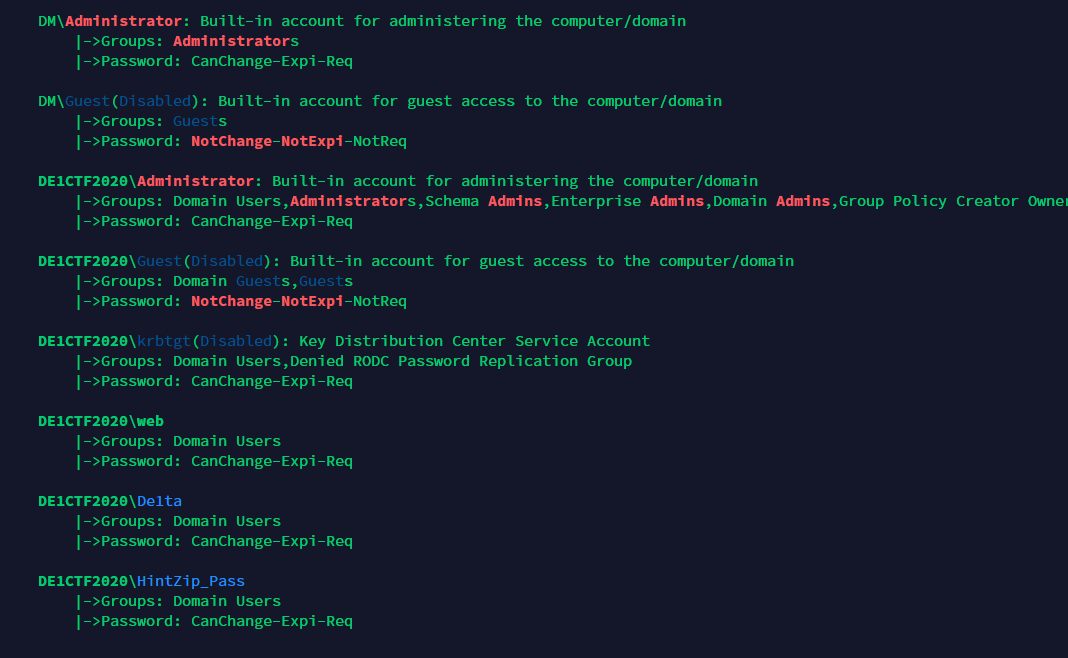 DM\Administrator: Built-in account for administering the computer/domain
|->Groups: Administrators
|->Password: CanChange-Expi-Req
DM\Guest(Disabled): Built-in account for guest access to the computer/domain
|->Groups: Guests
|->Password: NotChange-NotExpi-NotReq
DE1CTF2020\Administrator: Built-in account for administering the computer/domain
|->Groups: Domain Users,Administrators,Schema Admins,Enterprise Admins,Domain Admins,Group Policy Creator Owner
|->Password: CanChange-Expi-Req
DE1CTF2020\Guest(Disabled): Built-in account for guest access to the computer/domain
|->Groups: Domain Guests,Guests
|->Password: NotChange-NotExpi-NotReq
DE1CTF2020\krbtgt(Disabled): Key Distribution Center Service Account
|->Groups: Domain Users,Denied RODC Password Replication Group
|->Password: CanChange-Expi-Req
DE1CTF2020\web
|->Groups: Domain Users
|->Password: CanChange-Expi-Req
DE1CTF2020\De1ta
|->Groups: Domain Users
|->Password: CanChange-Expi-Req
DE1CTF2020\HintZip_Pass
|->Groups: Domain Users
|->Password: CanChange-Expi-Req